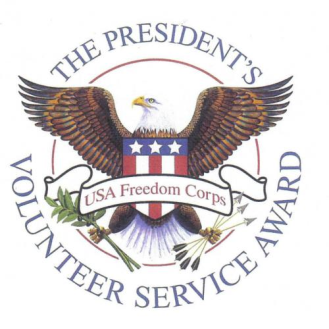 THE PRESIDENT'S
USA Freedom Corps
VOLUNTEER SERVICE AWARD